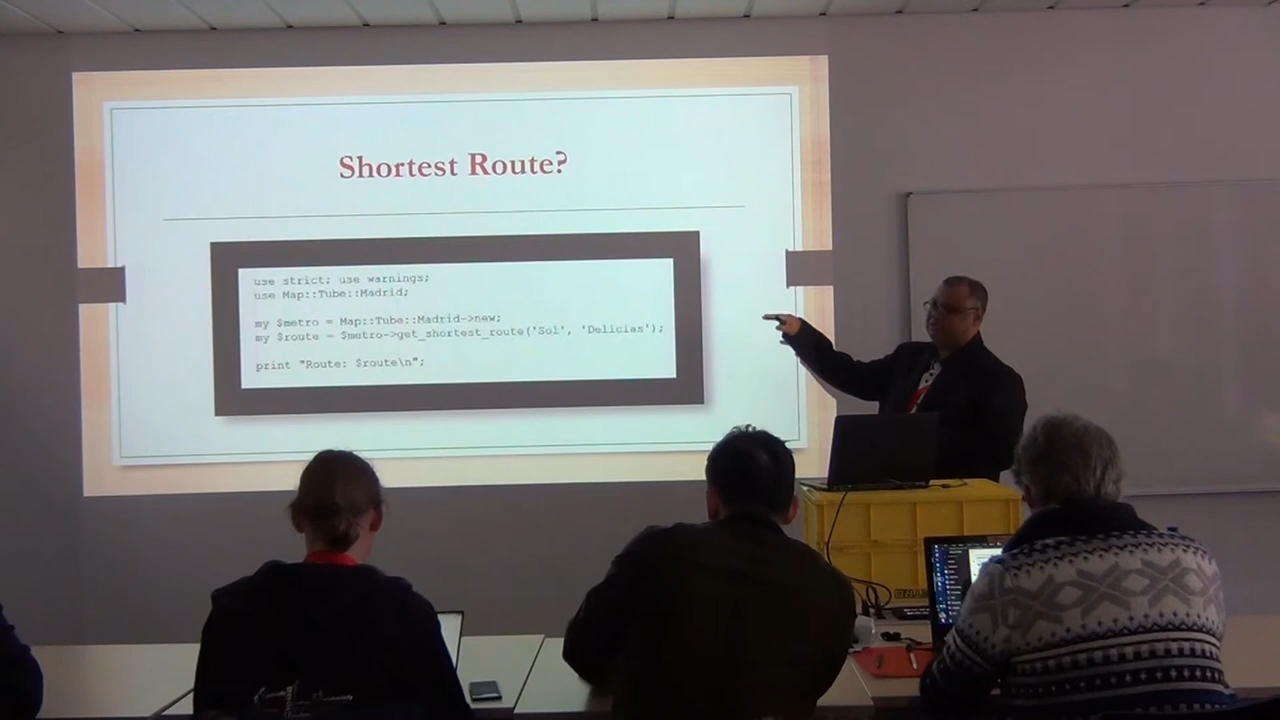 Shortest Route?
use strict; use warnings;
use Map::Tube::Madrid;
my $metro = Map::Tube::Madrid->new;
my $route = $metro->get_shortest_route('Sol', 'Delicias');
print "Route: $route\n";